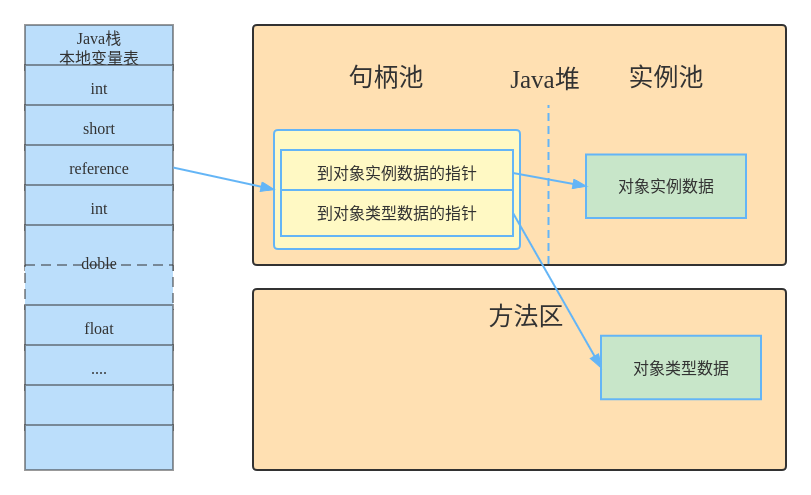 Java栈
本地变量表
int
short
reference
int
doble
float
....
句柄池
Java堆
实例池
到对象实例数据的指针
到对象类型数据的指针
对象实例数据
方法区
对象类型数据